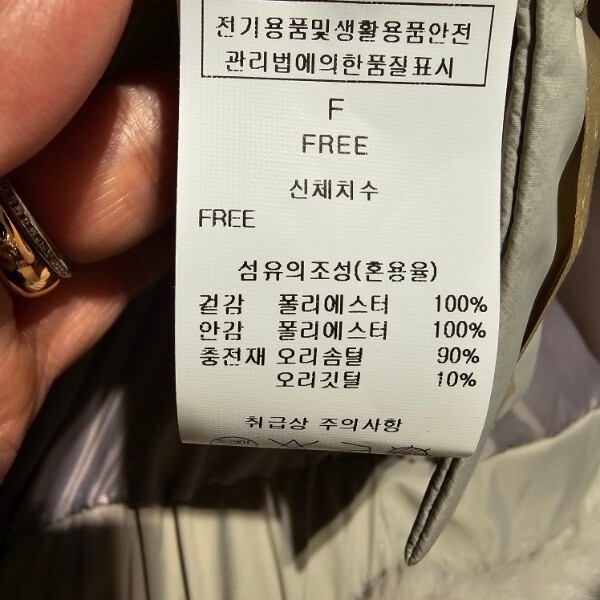 전기용품및생활용품안전
관리법에의한품질표시
F
FREE
신체치수
FREE
섬유의조성(혼용율)
겉감 폴리에스터 100%
안감 폴리에스터 100%
충전재 오리솜털 90%
오리깃털 10%
취급상 주의사항